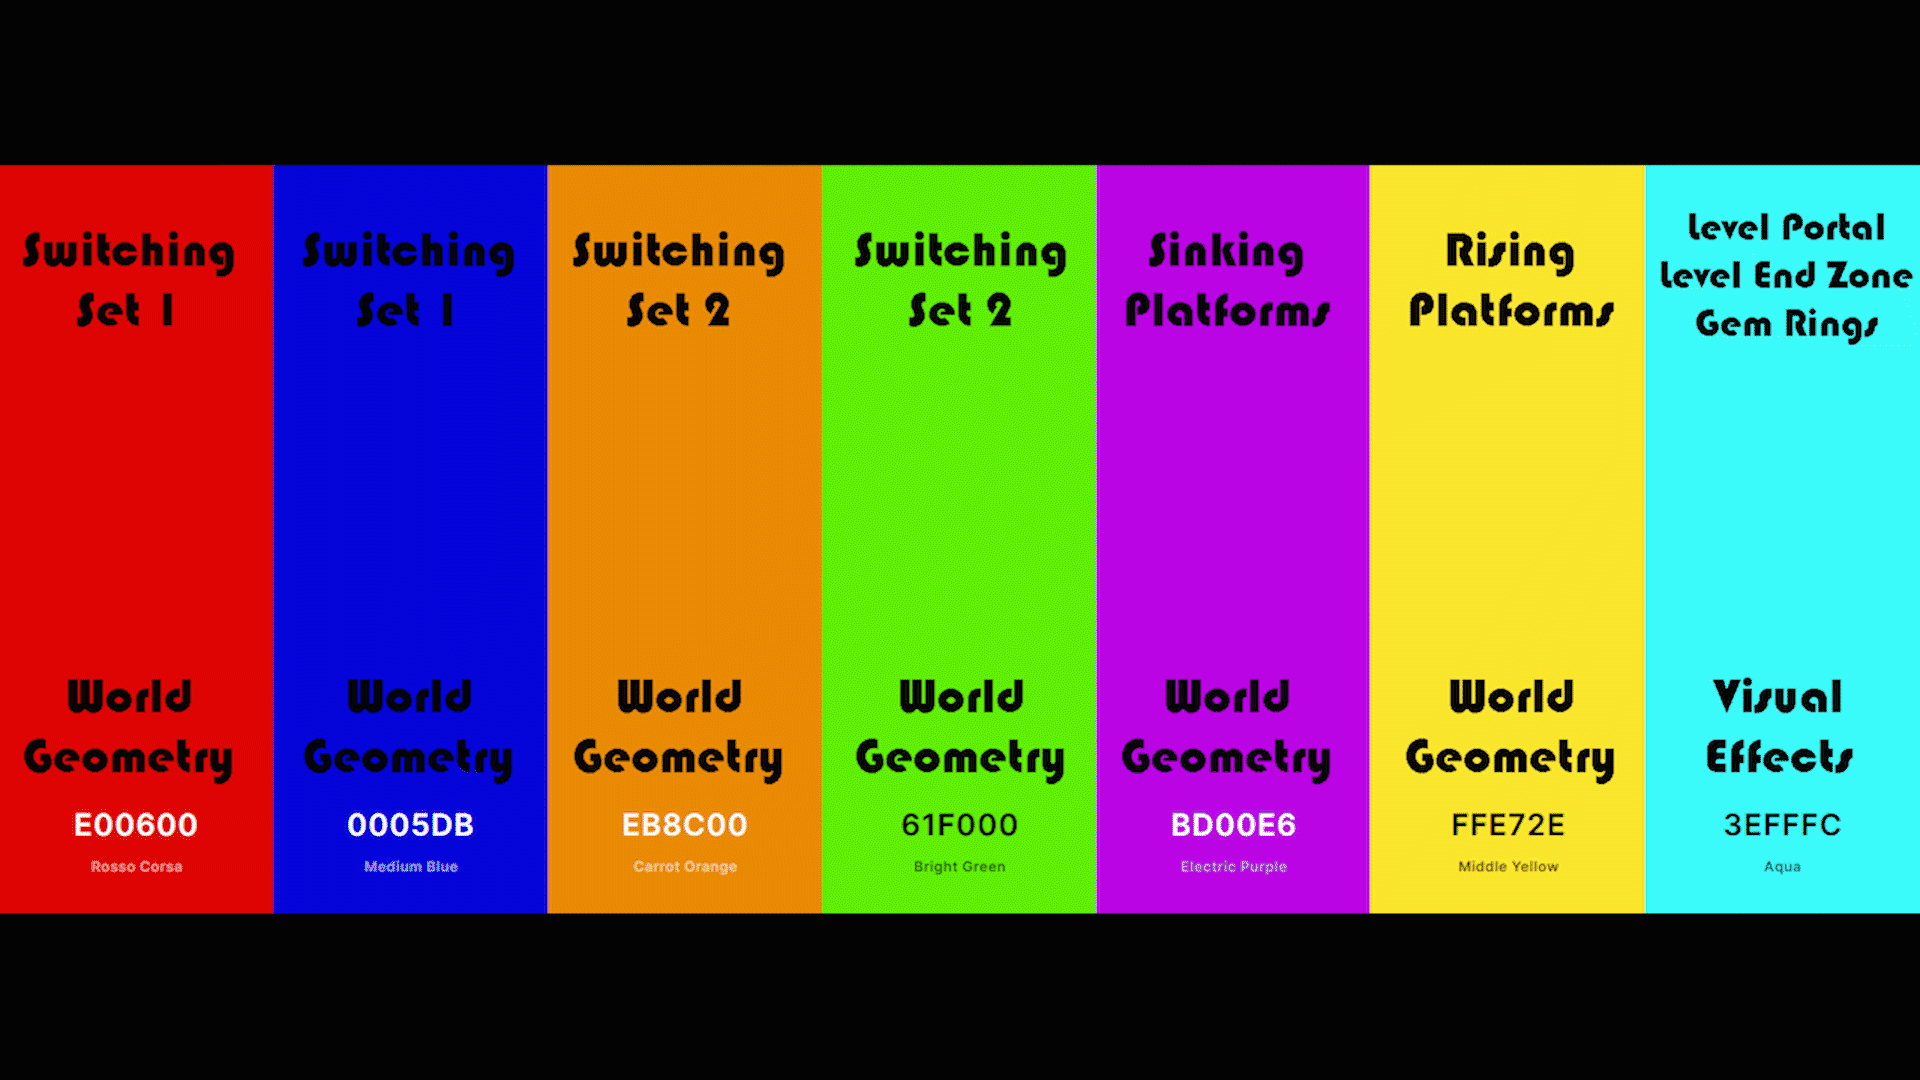 Switching
Set 1
World
Geometry
E00600
Rosso Corsa
Switching
Set 1
World
Geometry
0005DB
Medium Blue
Switching
Set 2
World
Geometry
EB8C00
Carrot Orange
Switching
Set 2
World
Geometry
61F000
Bright Green
Sinking
Platforms
World
Geometry
BD00E6
Electric Purple
Rising
Platforms
World
Geometry
FFE72E
Middle Yellow
Level Portal
Level End Zone
Gem Rings
Visual
Effects
3EFFFC
Aqua